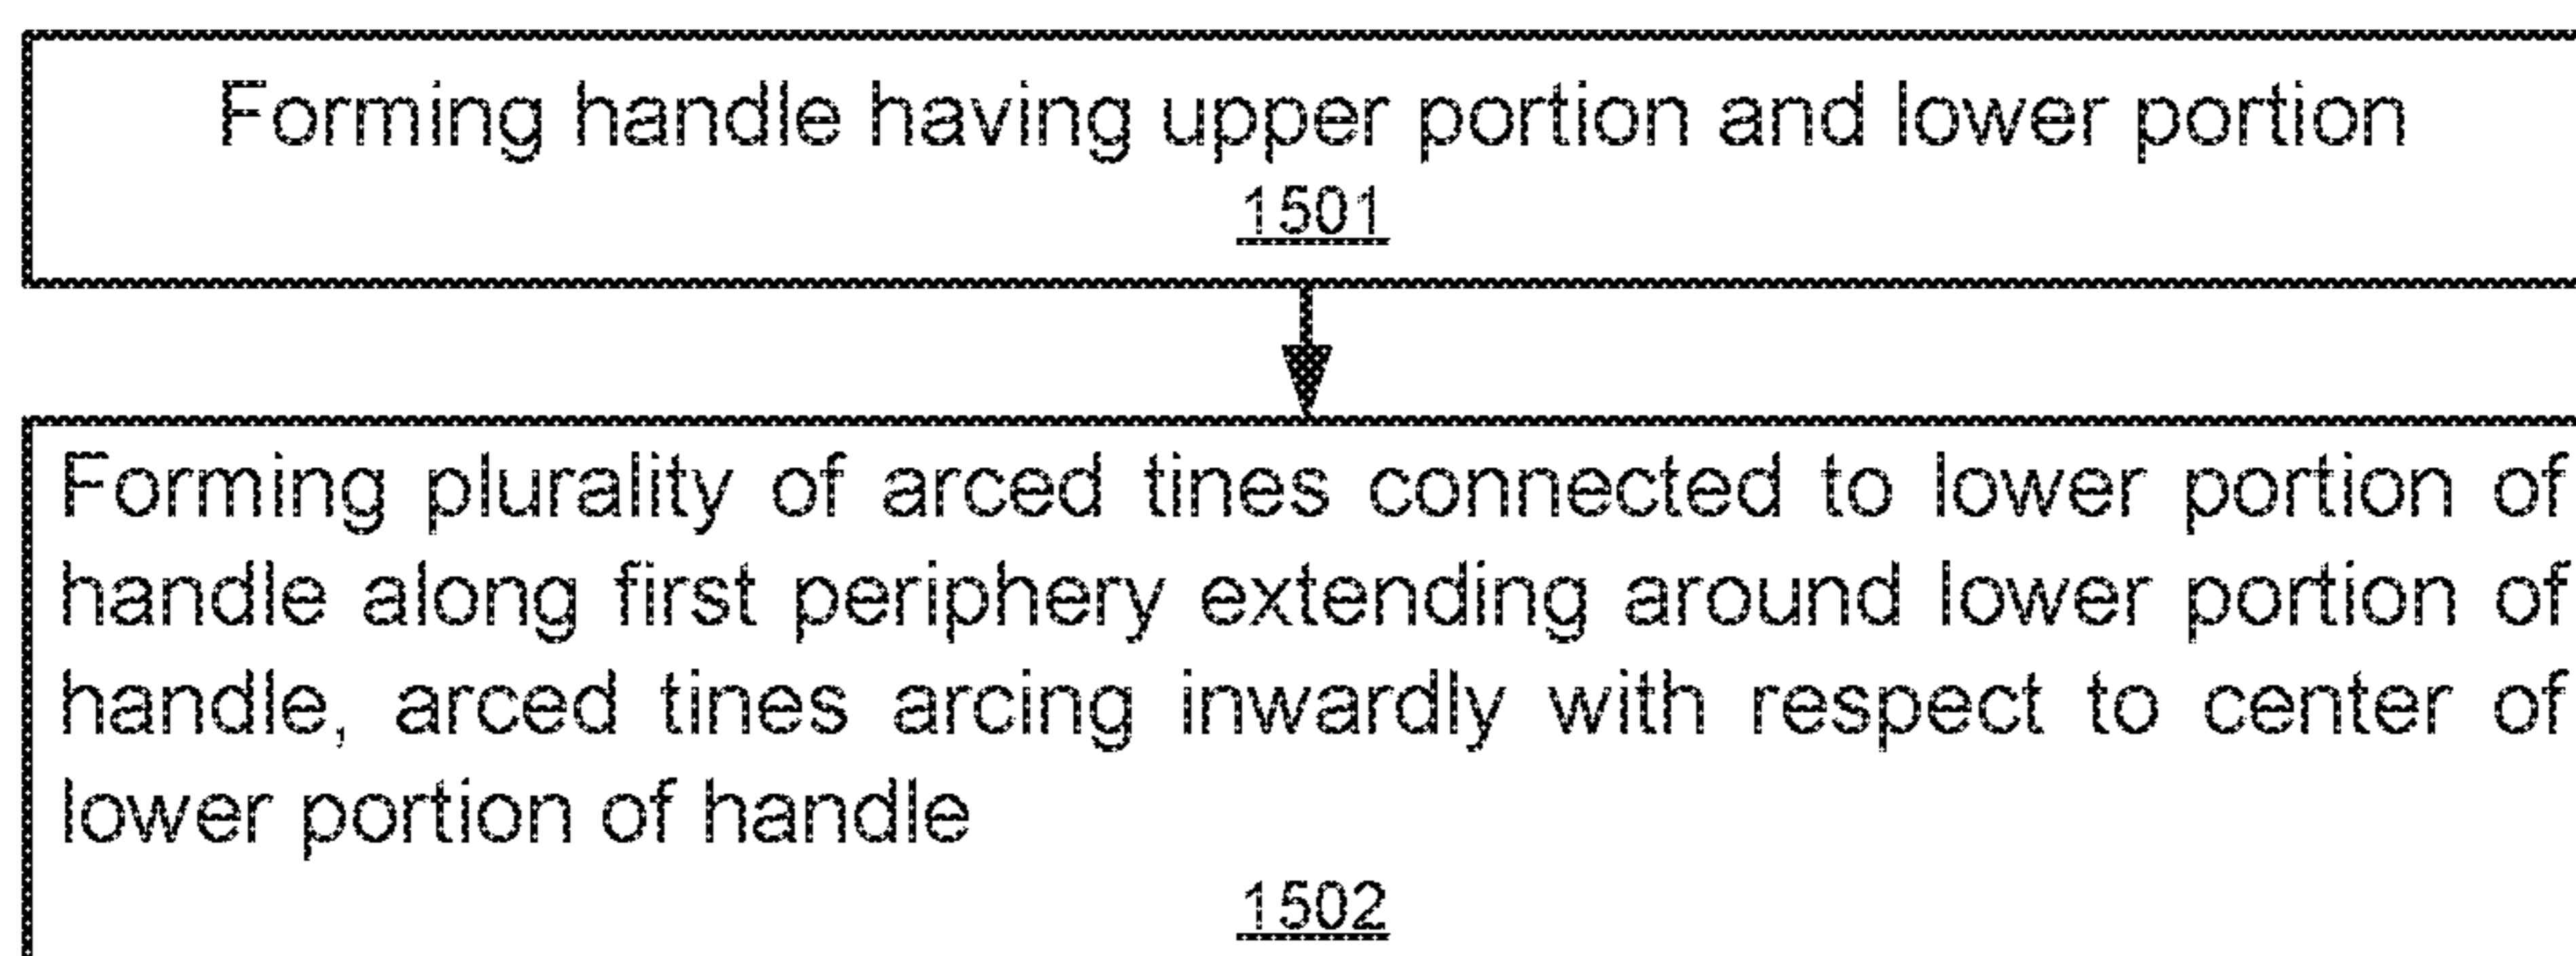 Forming handle having upper portion and lower portion
1501
Forming plurality of arced tines connected to lower portion of
handle along first periphery extending around lower portion of
handle, arced tines arcing inwardly with respect to center of
lower portion of handle
1502